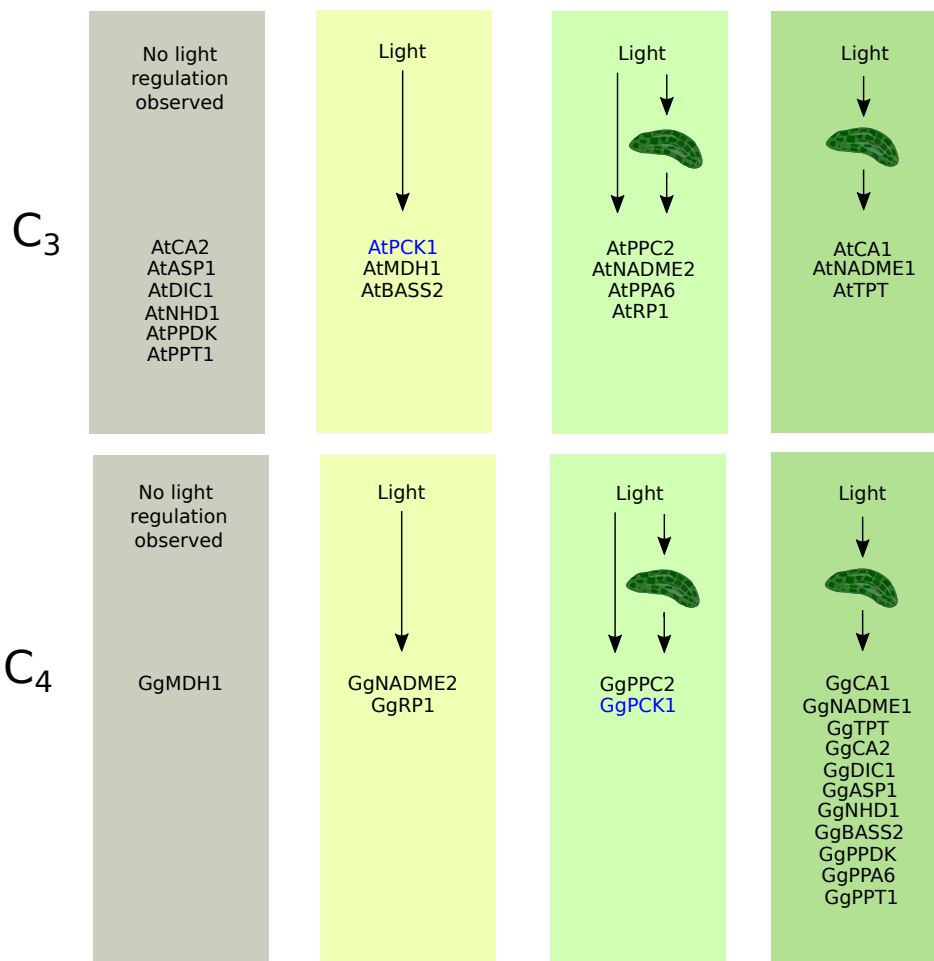 C3
No light
regulation
observed
AtCA2
AtASP1
AtDIC1
AtNHD1
AtPPDK
AtPPT1
Light
AtPCK1
AtMDH1
AtBASS2
Light
AtPPC2
AtNADME2
AtPPA6
AtRP1
Light
AtCA1
AtNADME1
AtTPT
C4
No light
regulation
observed
GgMDH1
Light
GgNADME2
GgRP1
Light
GgPPC2
GgPCK1
Light
GgCA1
GgNADME1
GgTPT
GgCA2
GgDIC1
GgASP1
GgNHD1
GgBASS2
GgPPDK
GgPPA6
GgPPT1